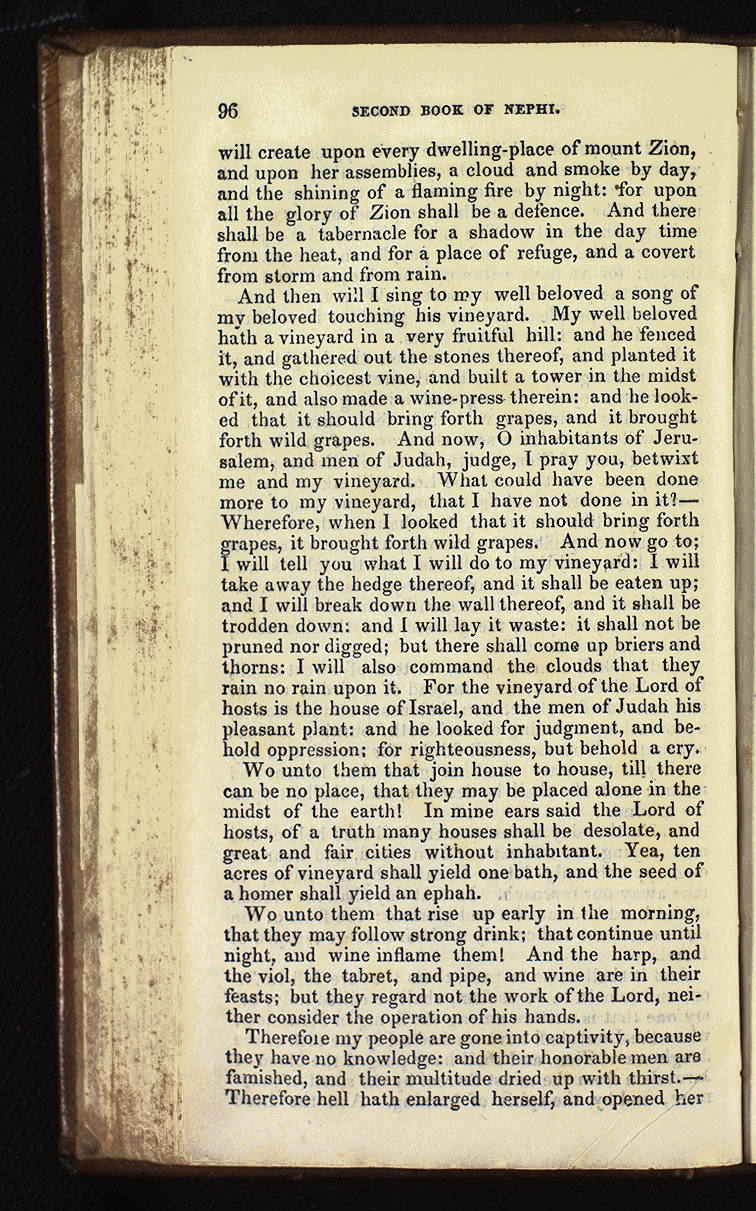 96 SECOND BOOK OF NEPHI.
will create upon every dwelling-place of mount Zion,
and upon her assemblies, a cloud and smoke by day,
and the shining of a flaming fire by night: for upon
all the glory of Zion shall be a defence. And there
shall be a tabernacle for a shadow in the day time
from the heat, and for a place of refuge, and a covert
from storm and from rain.
And then will I sing to my well beloved a song of
my beloved touching his vineyard. My well beloved
hath a vineyard in a very fruitful hill: and he fenced
it, and gathered out the stones thereof, and planted it
with the choicest vine, and built a tower in the midst
of it, and also made a wine-press therein: and he look-
ed that it should bring forth grapes, and it brought
forth wild grapes. And now, O inhabitants of Jeru-
salem, and men of Judah, judge, I pray you, betwixt
me and my vineyard. What could have been done
more to my vineyard, that I have not done in it?—
Wherefore, when I looked that it should bring forth
grapes, it brought forth wild grapes. And now go to;
I will tell you what I will do to my vineyard: I will
take away the hedge thereof, and it shall be eaten up;
and I will break down the wall thereof, and it shall be
trodden down: and I will lay it waste: it shall not be
pruned nor digged; but there shall come up briers and
thorns: I will also command the clouds that they
rain no rain upon it. For the vineyard of the Lord of
hosts is the house of Israel, and the men of Judah his
pleasant plant: and he looked for judgment, and be-
hold oppression; for righteousness, but behold a cry.
Wo unto them that join house to house, till there
can be no place, that they may be placed alone in the
midst of the earth! In mine ears said the Lord of
hosts, of a truth many houses shall be desolate, and
great and fair cities without inhabitant. Yea, ten
acres of vineyard shall yield one bath, and the seed of
a homer shall yield an ephah.
Wo unto them that rise up early in the morning,
that they may follow strong drink; that continue until
night, and wine inflame them! And the harp, and
the viol, the tabret, and pipe, and wine are in their
feasts; but they regard not the work of the Lord, nei-
ther consider the operation of his hands.
Therefore my people are gone into captivity, because
they have no knowledge: and their honorable men are
famished, and their multitude dried up with thirst.—
Therefore hell hath enlarged herself, and opened her